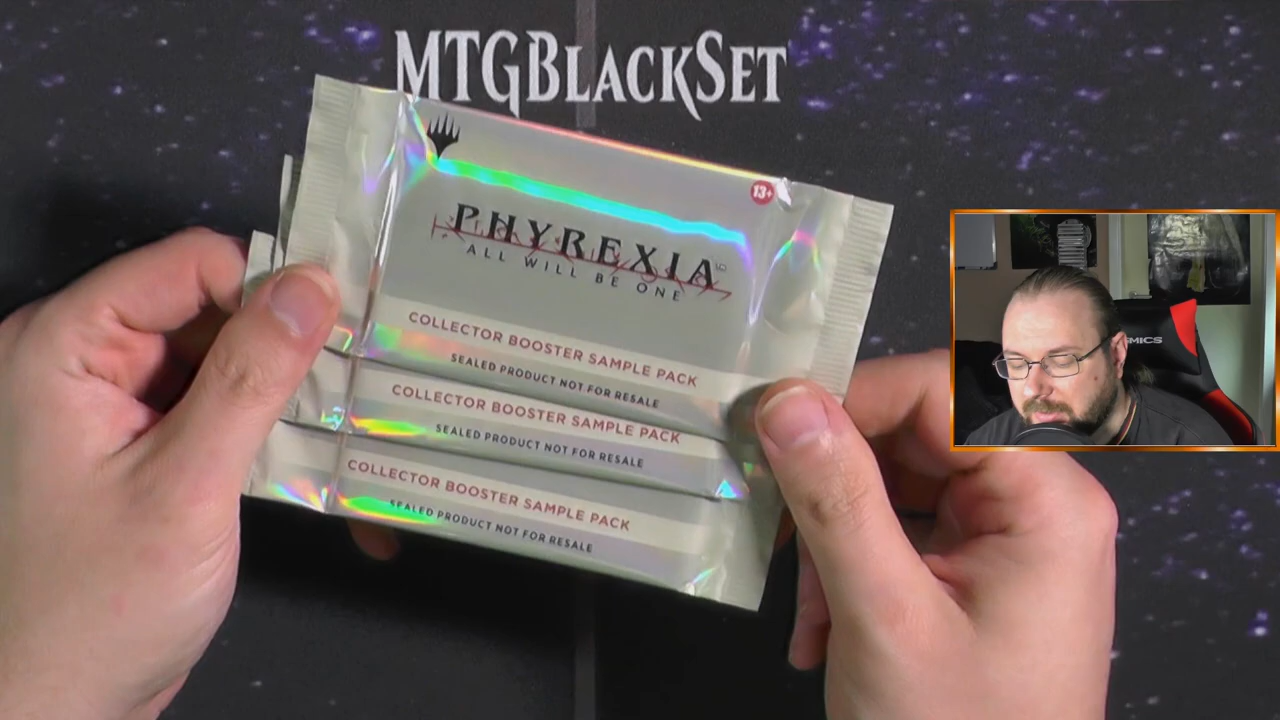 MTGBLACKSET
13+
PHYREXIA
ALL WILL BE ONE
COLLECTOR BOOSTER SAMPLE PACK
SEALED PRODUCT NOT FOR RESALE
COLLECTOR BOOSTER SAMPLE PACK
SEALED PRODUCT NOT FOR RESALE
COLLECTOR BOOSTER SAMPLE PACK
SEALED PRODUCT NOT FOR RESALE